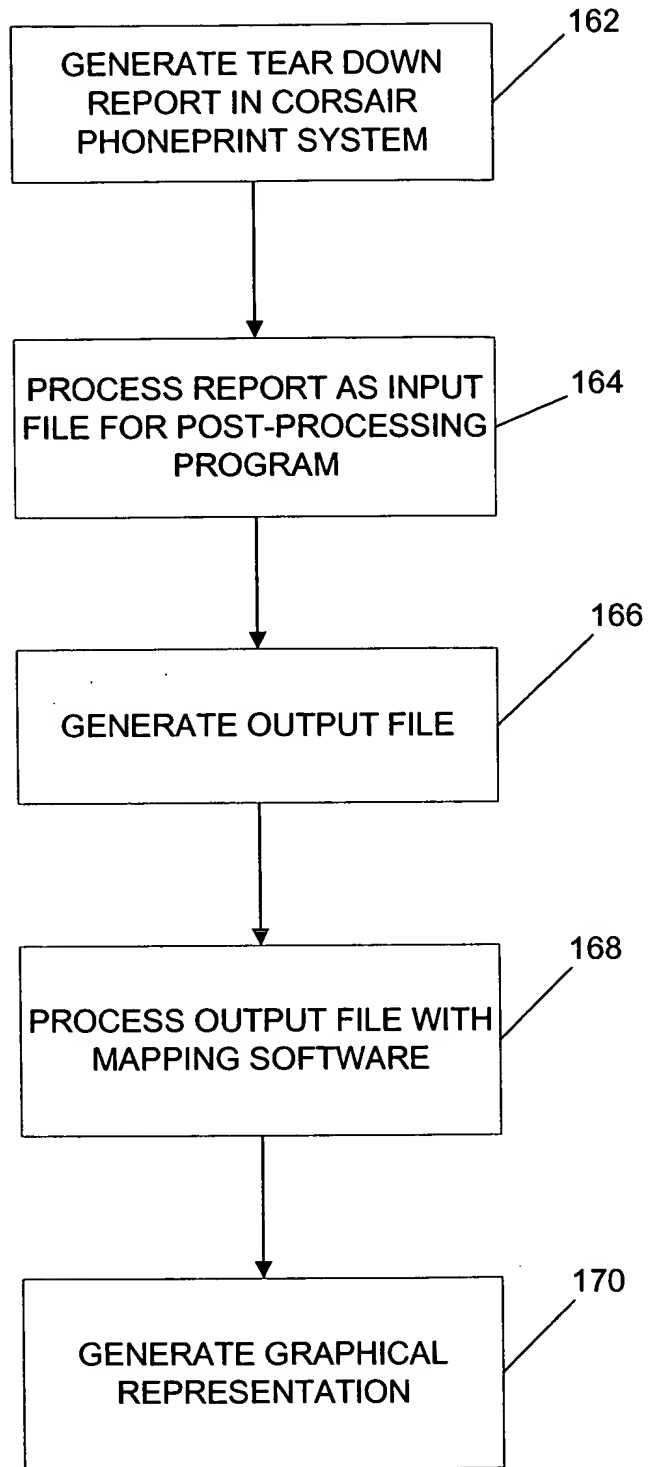 162
GENERATE TEAR DOWN
REPORT IN CORSAIR
PHONEPRINT SYSTEM
164
PROCESS REPORT AS INPUT
FILE FOR POST-PROCESSING
PROGRAM
166
GENERATE OUTPUT FILE
168
PROCESS OUTPUT FILE WITH
MAPPING SOFTWARE
170
GENERATE GRAPHICAL
REPRESENTATION